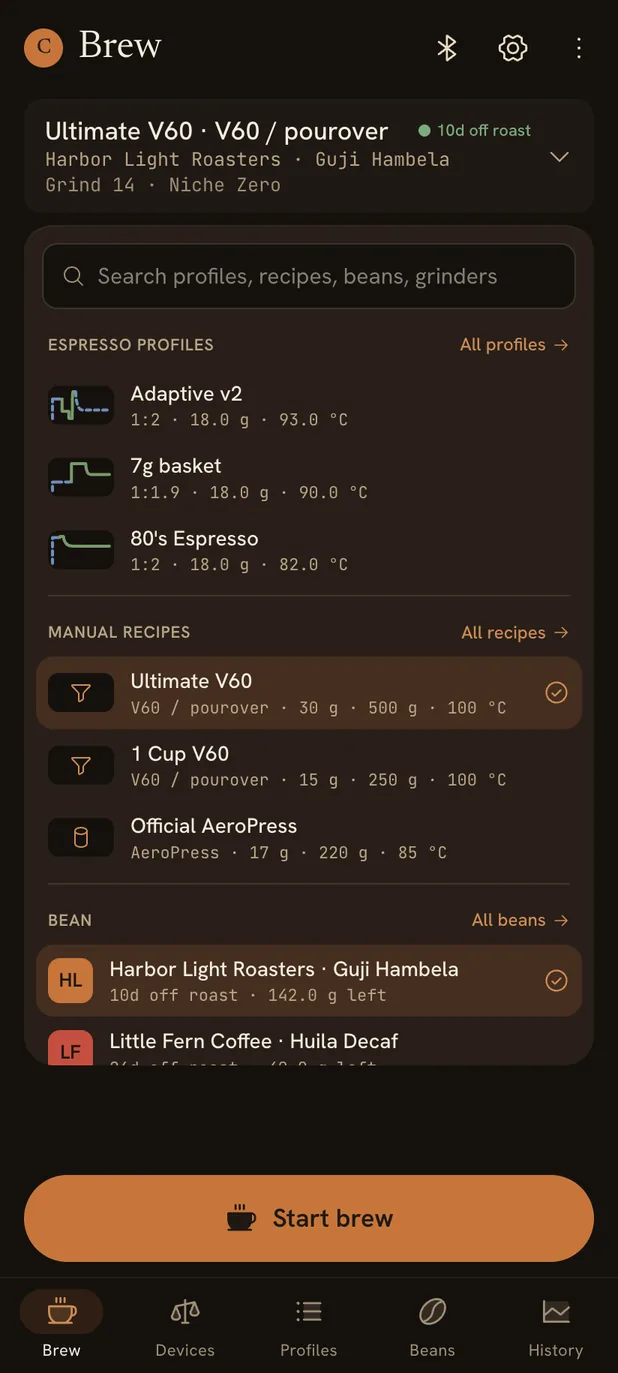 C Brew
Ultimate V60 · V60 / pourover 10d off roast
Harbor Light Roasters · Guji Hambela
Grind 14 · Niche Zero
Search profiles, recipes, beans, grinders
ESPRESSO PROFILES All profiles →
Adaptive v2
1:2 · 18.0 g · 93.0 °C
7g basket
1:1.9 · 18.0 g · 90.0 °C
80's Espresso
1:2 · 18.0 g · 82.0 °C
MANUAL RECIPES All recipes →
Ultimate V60
V60 / pourover · 30 g · 500 g · 100 °C
1 Cup V60
V60 / pourover · 15 g · 250 g · 100 °C
Official AeroPress
AeroPress · 17 g · 220 g · 85 °C
BEAN All beans →
HL Harbor Light Roasters · Guji Hambela
10d off roast · 142.0 g left
LF Little Fern Coffee · Huila Decaf
Start brew
Brew Devices Profiles Beans History